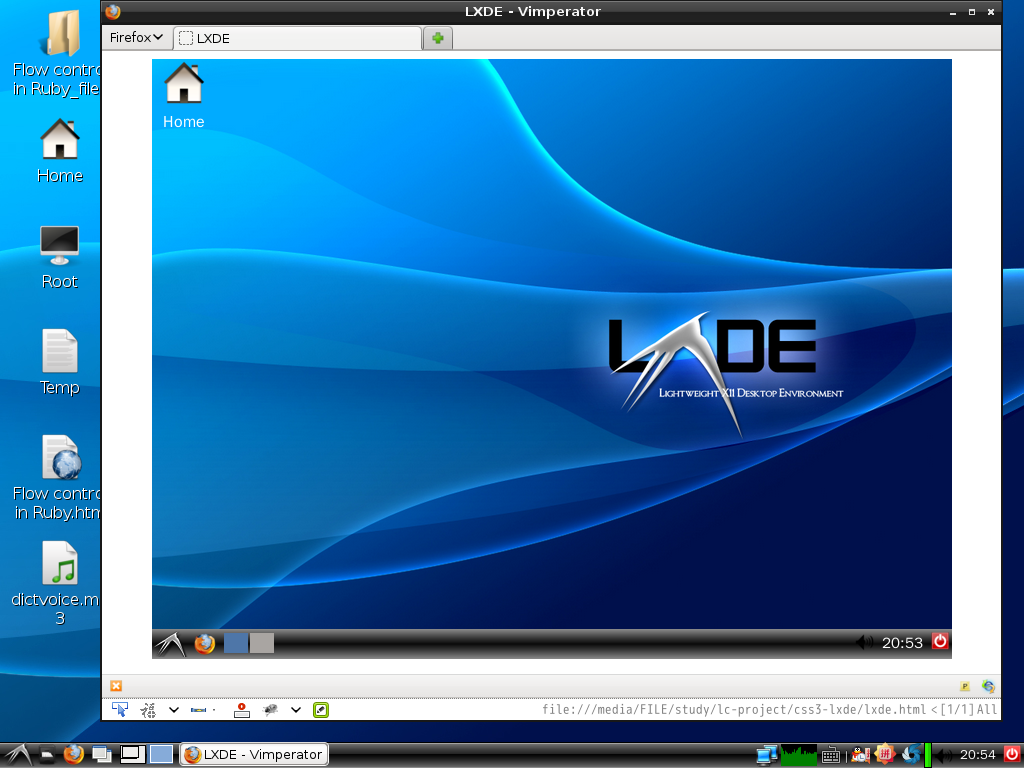 LXDE - Vimperator
Firefox
LXDE
Flow contro
in Ruby_file
Home
Root
Temp
Flow contro
in Ruby.htm
dictvoice.m
3
Home
LXDE
Lightweight X11 Desktop Environment
20:53
P
file:///media/FILE/study/lc-project/css3-lxde/lxde.html <[1/1]All
LXDE - Vimperator
拼
20:54